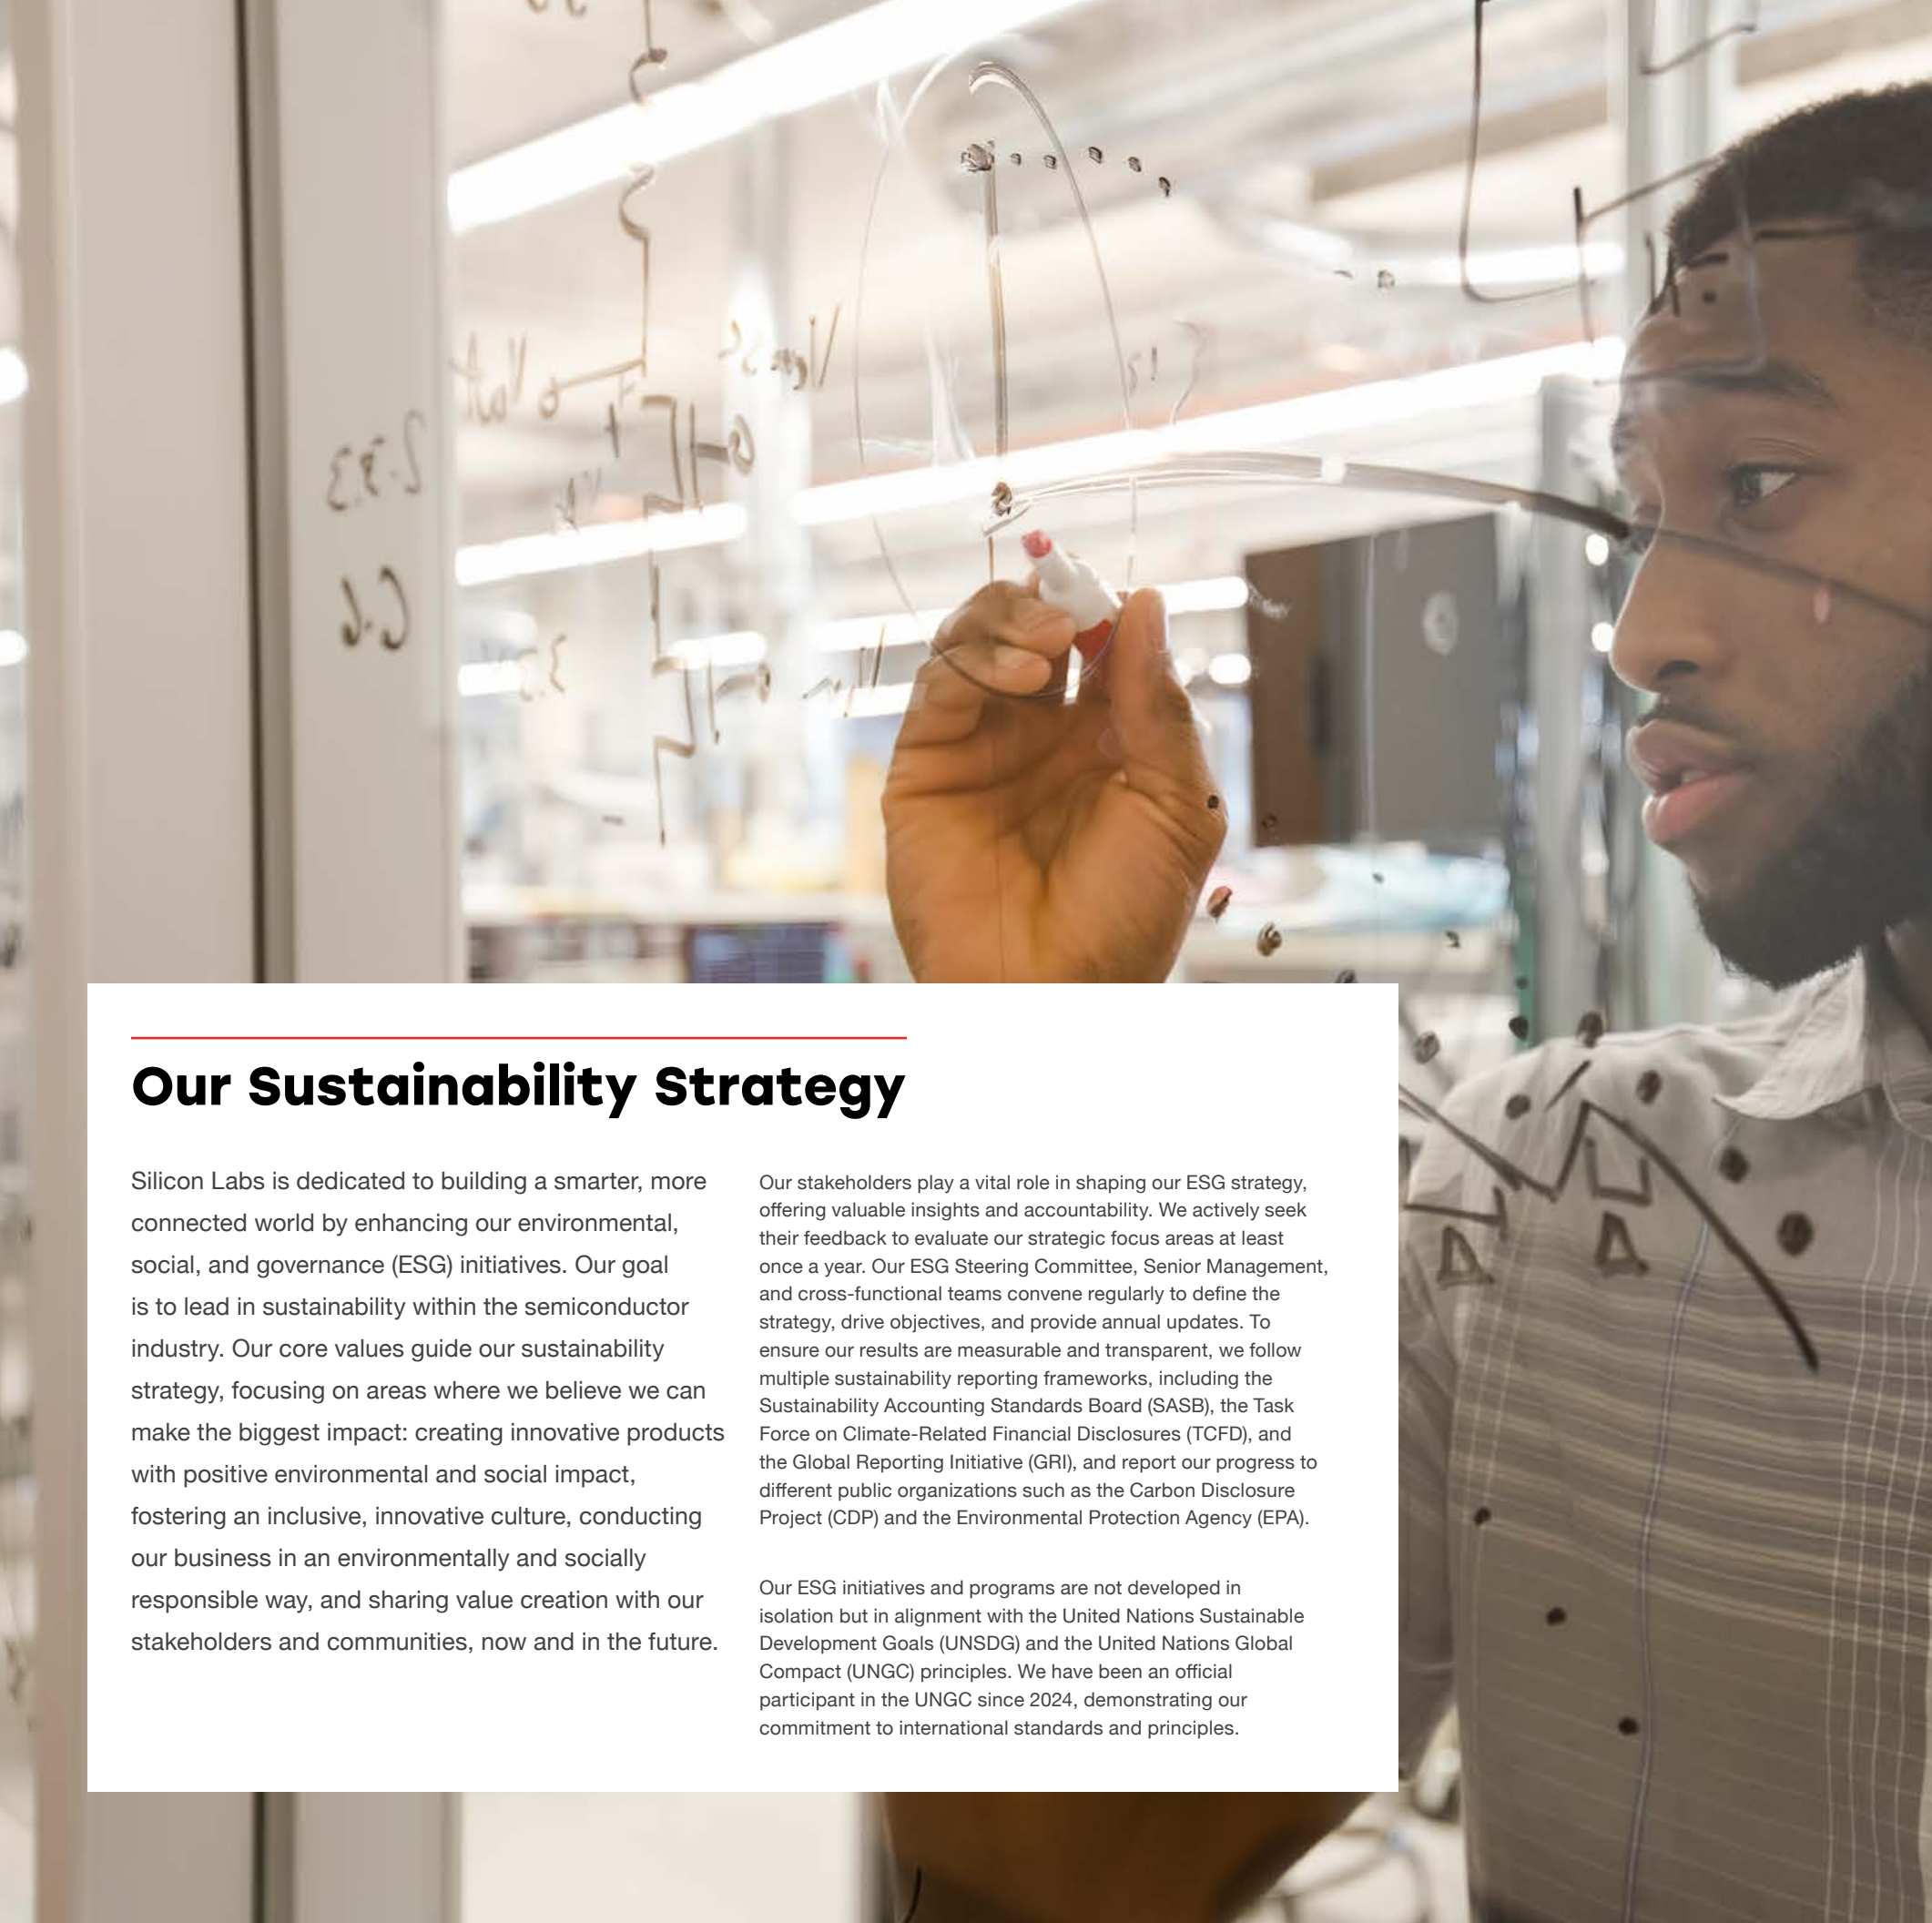 Our Sustainability Strategy
Silicon Labs is dedicated to building a smarter, more
connected world by enhancing our environmental,
social, and governance (ESG) initiatives. Our goal
is to lead in sustainability within the semiconductor
industry. Our core values guide our sustainability
strategy, focusing on areas where we believe we can
make the biggest impact: creating innovative products
with positive environmental and social impact,
fostering an inclusive, innovative culture, conducting
our business in an environmentally and socially
responsible way, and sharing value creation with our
stakeholders and communities, now and in the future.
Our stakeholders play a vital role in shaping our ESG strategy,
offering valuable insights and accountability. We actively seek
their feedback to evaluate our strategic focus areas at least
once a year. Our ESG Steering Committee, Senior Management,
and cross-functional teams convene regularly to define the
strategy, drive objectives, and provide annual updates. To
ensure our results are measurable and transparent, we follow
multiple sustainability reporting frameworks, including the
Sustainability Accounting Standards Board (SASB), the Task
Force on Climate-Related Financial Disclosures (TCFD), and
the Global Reporting Initiative (GRI), and report our progress to
different public organizations such as the Carbon Disclosure
Project (CDP) and the Environmental Protection Agency (EPA).
Our ESG initiatives and programs are not developed in
isolation but in alignment with the United Nations Sustainable
Development Goals (UNSDG) and the United Nations Global
Compact (UNGC) principles. We have been an official
participant in the UNGC since 2024, demonstrating our
commitment to international standards and principles.